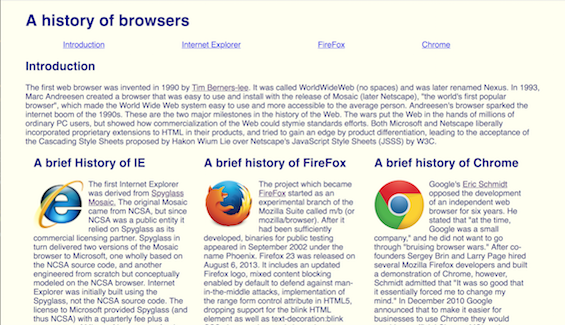 A history of browsers
Introduction Internet Explorer FireFox Chrome
Introduction
The first web browser was invented in 1990 by Tim Berners-lee. It was called WorldWideWeb (no spaces) and was later renamed Nexus. In 1993,
Marc Andreesen created a browser that was easy to use and install with the release of Mosaic (later Netscape), "the world's first popular
browser", which made the World Wide Web system easy to use and more accessible to the average person. Andreesen's browser sparked the
internet boom of the 1990s. These are the two major milestones in the history of the Web. The wars put the Web in the hands of millions of
ordinary PC users, but showed how commercialization of the Web could stymie standards efforts. Both Microsoft and Netscape liberally
incorporated proprietary extensions to HTML in their products, and tried to gain an edge by product differentiation, leading to the acceptance of
the Cascading Style Sheets proposed by Hakon Wium Lie over Netscape's JavaScript Style Sheets (JSSS) by W3C.
A brief History of IE
The first Internet Explorer
was derived from Spyglass
Mosaic. The original Mosaic
came from NCSA, but since
NCSA was a public entity it
relied on Spyglass as its
commercial licensing partner. Spyglass in
turn delivered two versions of the Mosaic
browser to Microsoft, one wholly based on
the NCSA source code, and another
engineered from scratch but conceptually
modeled on the NCSA browser. Internet
Explorer was initially built using the
Spyglass, not the NCSA source code. The
license to Microsoft provided Spyglass (and
thus NCSA) with a quarterly fee plus a
A brief history of FireFox
The project which became
FireFox started as an
experimental branch of the
Mozilla Suite called m/b (or
mozilla/browser). After it
had been sufficiently
developed, binaries for public testing
appeared in September 2002 under the
name Phoenix. Firefox 23 was released on
August 6, 2013. It includes an updated
Firefox logo, mixed content blocking
enabled by default to defend against man-
in-the-middle attacks, implementation of
the range form control attribute in HTML5,
dropping support for the blink HTML
element as well as text-decoration:blink
A brief history of Chrome
Google's Eric Schmidt
opposed the development
of an independent web
browser for six years. He
stated that "at the time,
Google was a small
company," and he did not want to go
through "bruising browser wars." After co-
founders Sergey Brin and Larry Page hired
several Mozilla Firefox developers and built
a demonstration of Chrome, however,
Schmidt admitted that "It was so good that
it essentially forced me to change my
mind." In December 2010 Google
announced that to make it easier for
businesses to use Chrome they would